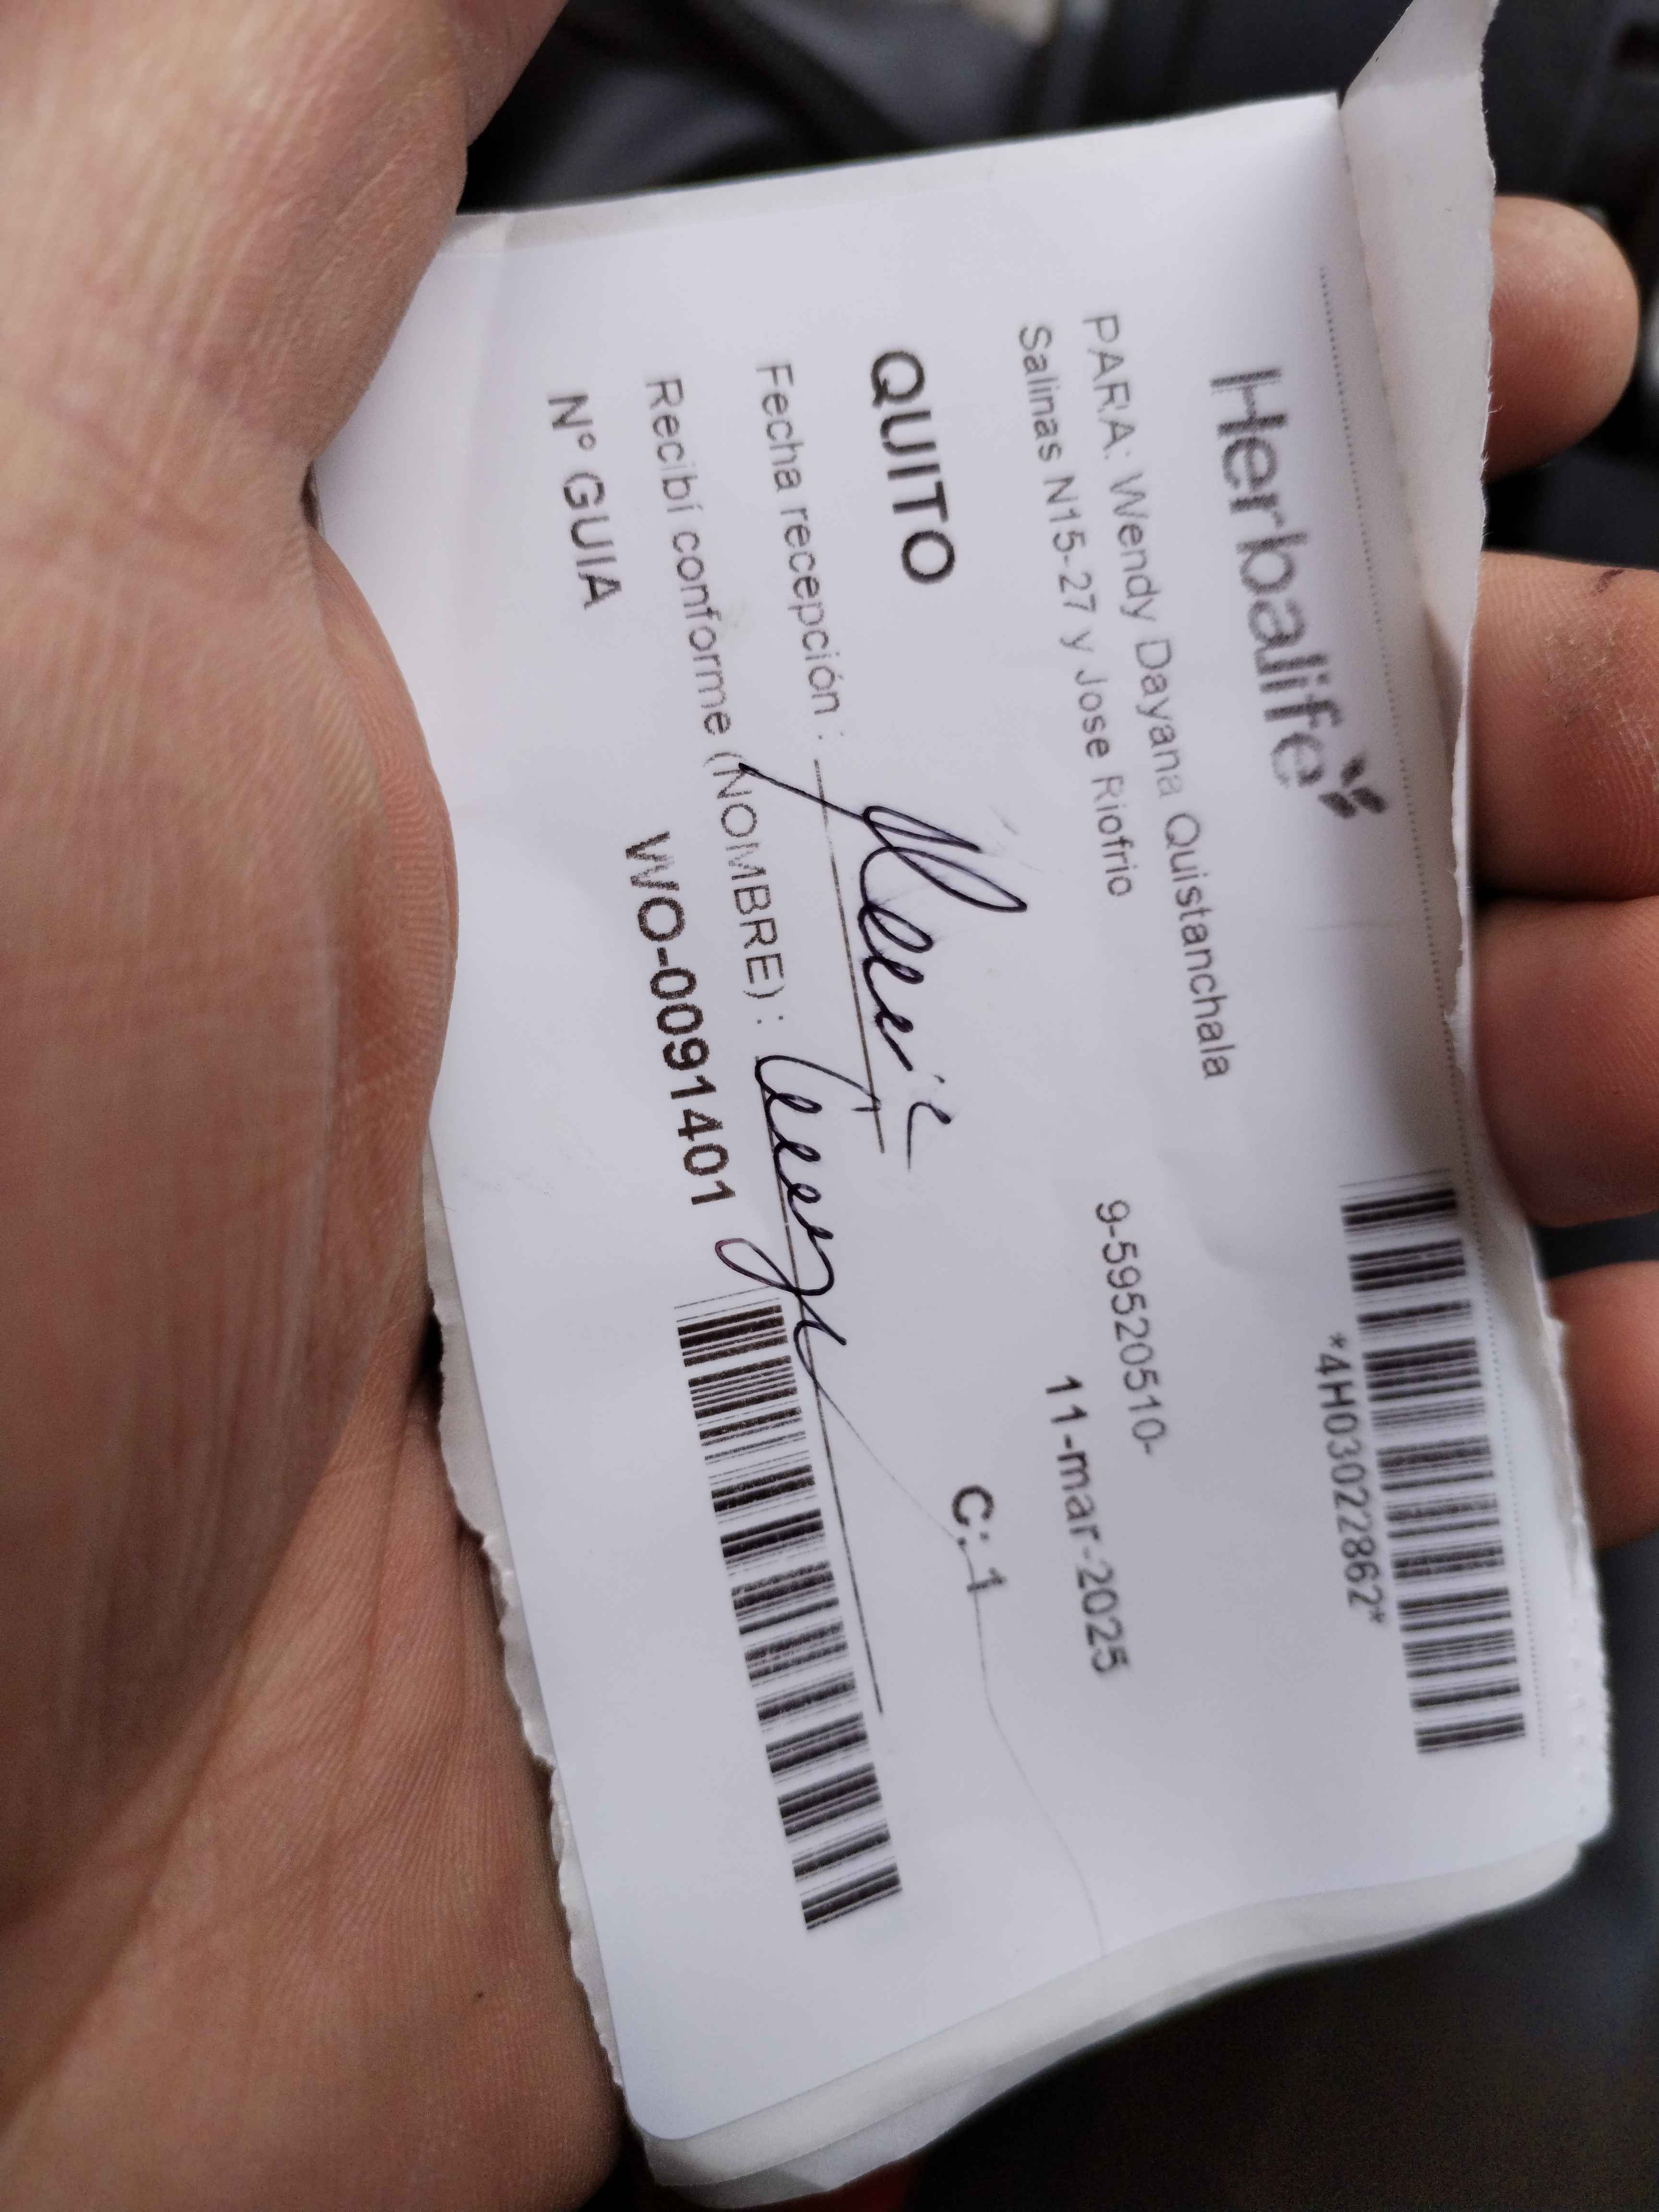 Herbalife
*4H030222862*
PARA: Wendy Dayana Quistanchala
9-59520510-
Salinas N15-27 y Jose Riofrio
11-mar-2025
QUITO
C: 1
Fecha recepción :
Recibí conforme (NOMBRE) :
N° GUIA WO-0091401